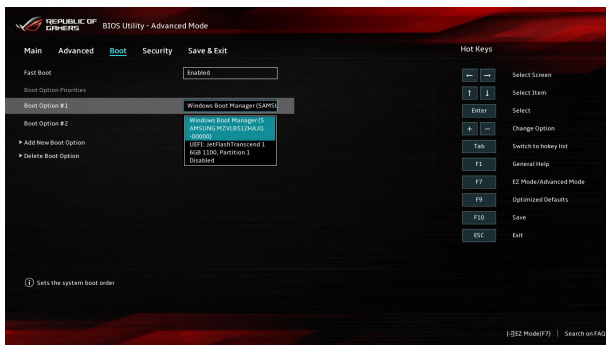 REPUBLIC OF
GAMERS
BIOS Utility - Advanced Mode
Main Advanced Boot Security Save & Exit
Hot Keys
Fast Boot Enabled
Boot Option Priorities
Boot Option #1 Windows Boot Manager (SAMSU
Boot Option #2
Windows Boot Manager (S
AMSUNG MZVLB512HAJQ
-00000)
UEFI: JetFlashTranscend 1
6GB 1100, Partition 1
Disabled
Add New Boot Option
Delete Boot Option
← → Select Screen
↑ ↓ Select Item
Enter Select
+ − Change Option
Tab Switch to hokey list
F1 General Help
F7 EZ Mode/Advanced Mode
F9 Optimized Defaults
F10 Save
ESC Exit
Sets the system boot order
EZ Mode(F7) | Search on FAQ